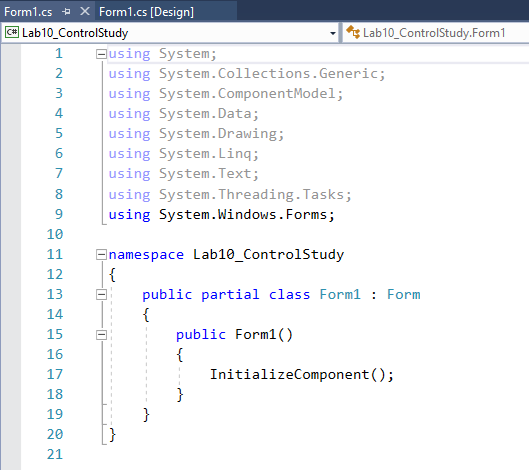 Form1.cs Form1.cs [Design]
C# Lab10_ControlStudy Lab10_ControlStudy.Form1
1 using System;
2 using System.Collections.Generic;
3 using System.ComponentModel;
4 using System.Data;
5 using System.Drawing;
6 using System.Linq;
7 using System.Text;
8 using System.Threading.Tasks;
9 using System.Windows.Forms;
10
11 namespace Lab10_ControlStudy
12 {
13 public partial class Form1 : Form
14 {
15 public Form1()
16 {
17 InitializeComponent();
18 }
19 }
20 }
21